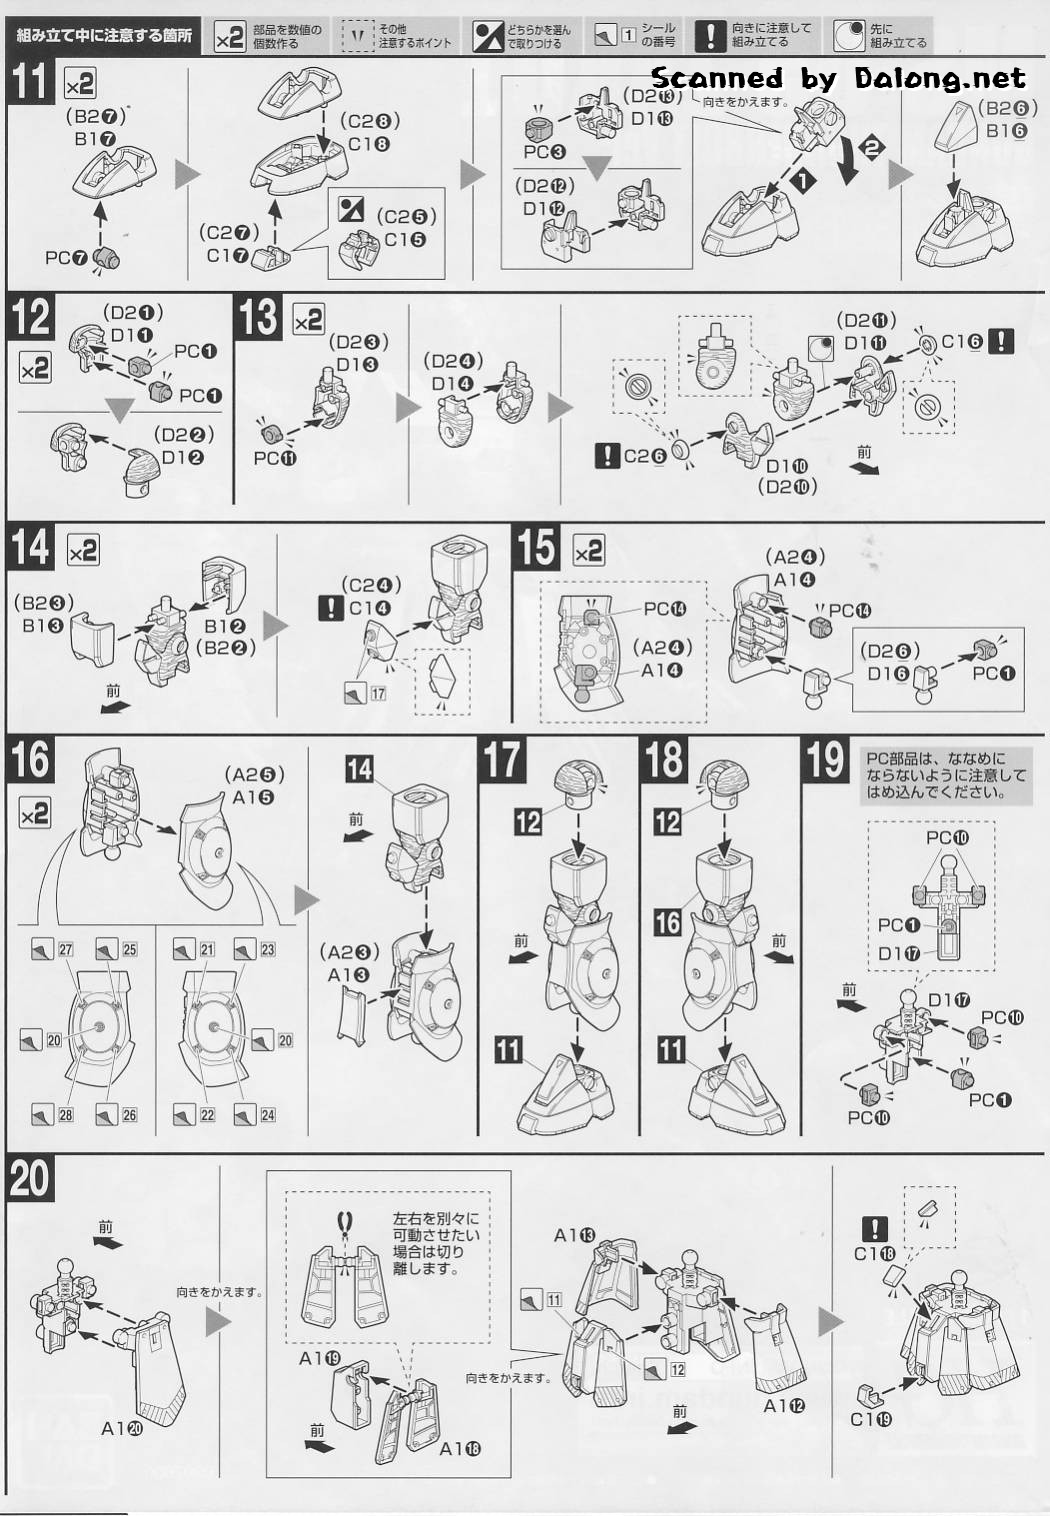 組み立て中に注意する箇所
×2 部品を数値の
個数作る
その他
注意するポイント
どちらかを選ん
で取りつける
1 シール
の番号
! 向きに注意して
組み立てる
先に
組み立てる
Scanned by Dalong.net
11 ×2
(B2❼)
B1❼
PC❼
(C2❽)
C1❽
(C2❼)
C1❼
(C2❺)
C1❺
PC❸
(D2⓭)
D1⓭
(D2⓬)
D1⓬
向きをかえます。
1
2
(B2❻)
B1❻
12
×2
(D2❶)
D1❶
PC❶
PC❶
(D2❷)
D1❷
13 ×2
(D2❸)
D1❸
PC⓫
(D2❹)
D1❹
(D2⓫)
D1⓫
C1❻ !
! C2❻
D1❿
(D2❿)
前
14 ×2
(B2❸)
B1❸
B1❷
(B2❷)
前
(C2❹)
! C1❹
17
15 ×2
PC⓮
(A2❹)
A1❹
(A2❹)
A1❹
PC⓮
(D2❻)
D1❻
PC❶
16
×2
(A2❺)
A1❺
27
25
20
28
26
21
23
20
22
24
14
前
(A2❸)
A1❸
17
12
前
11
18
12
16
前
11
19
PC部品は、ななめに
ならないように注意して
はめ込んでください。
PC❿
PC❶
D1⓱
前
D1⓱
PC❿
PC❶
PC❿
20
前
A1⓴
向きをかえます。
左右を別々に
可動させたい
場合は切り
離します。
A1⓳
前
A1⓲
向きをかえます。
A1⓭
11
12
A1⓬
前
!
C1⓲
C1⓳